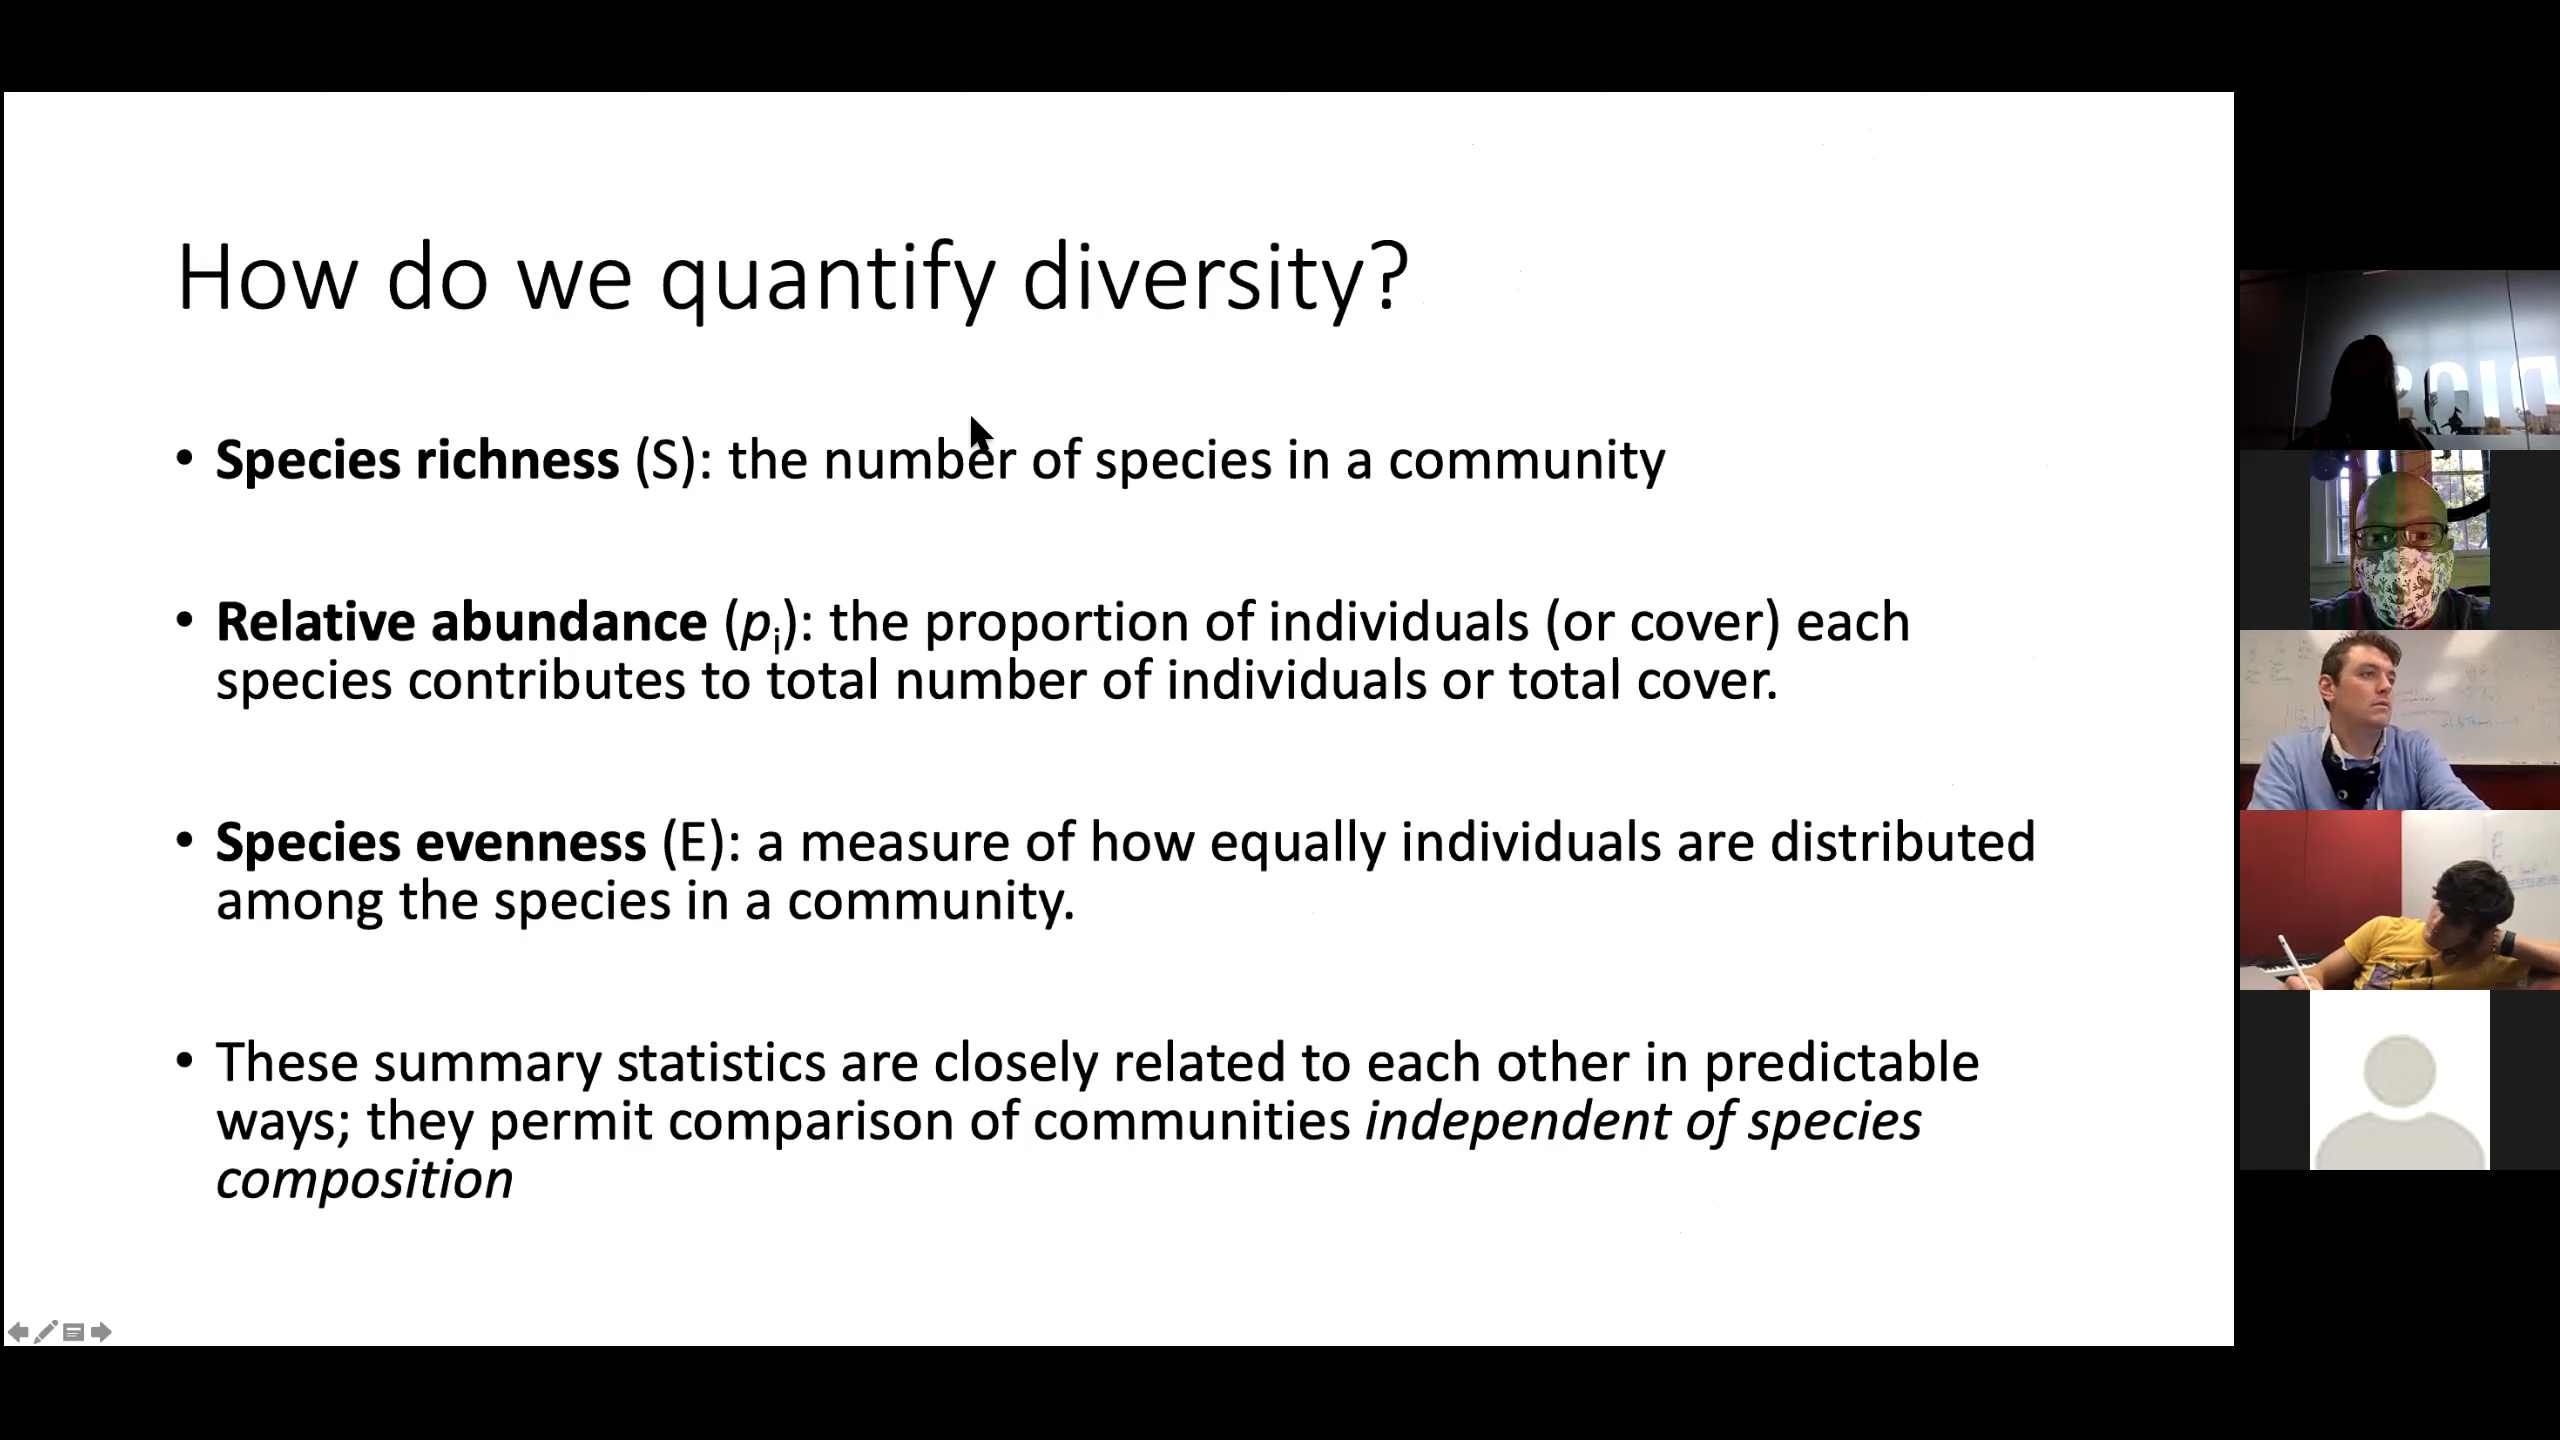 How do we quantify diversity?
• Species richness (S): the number of species in a community
• Relative abundance (pi): the proportion of individuals (or cover) each
species contributes to total number of individuals or total cover.
• Species evenness (E): a measure of how equally individuals are distributed
among the species in a community.
• These summary statistics are closely related to each other in predictable
ways; they permit comparison of communities independent of species
composition